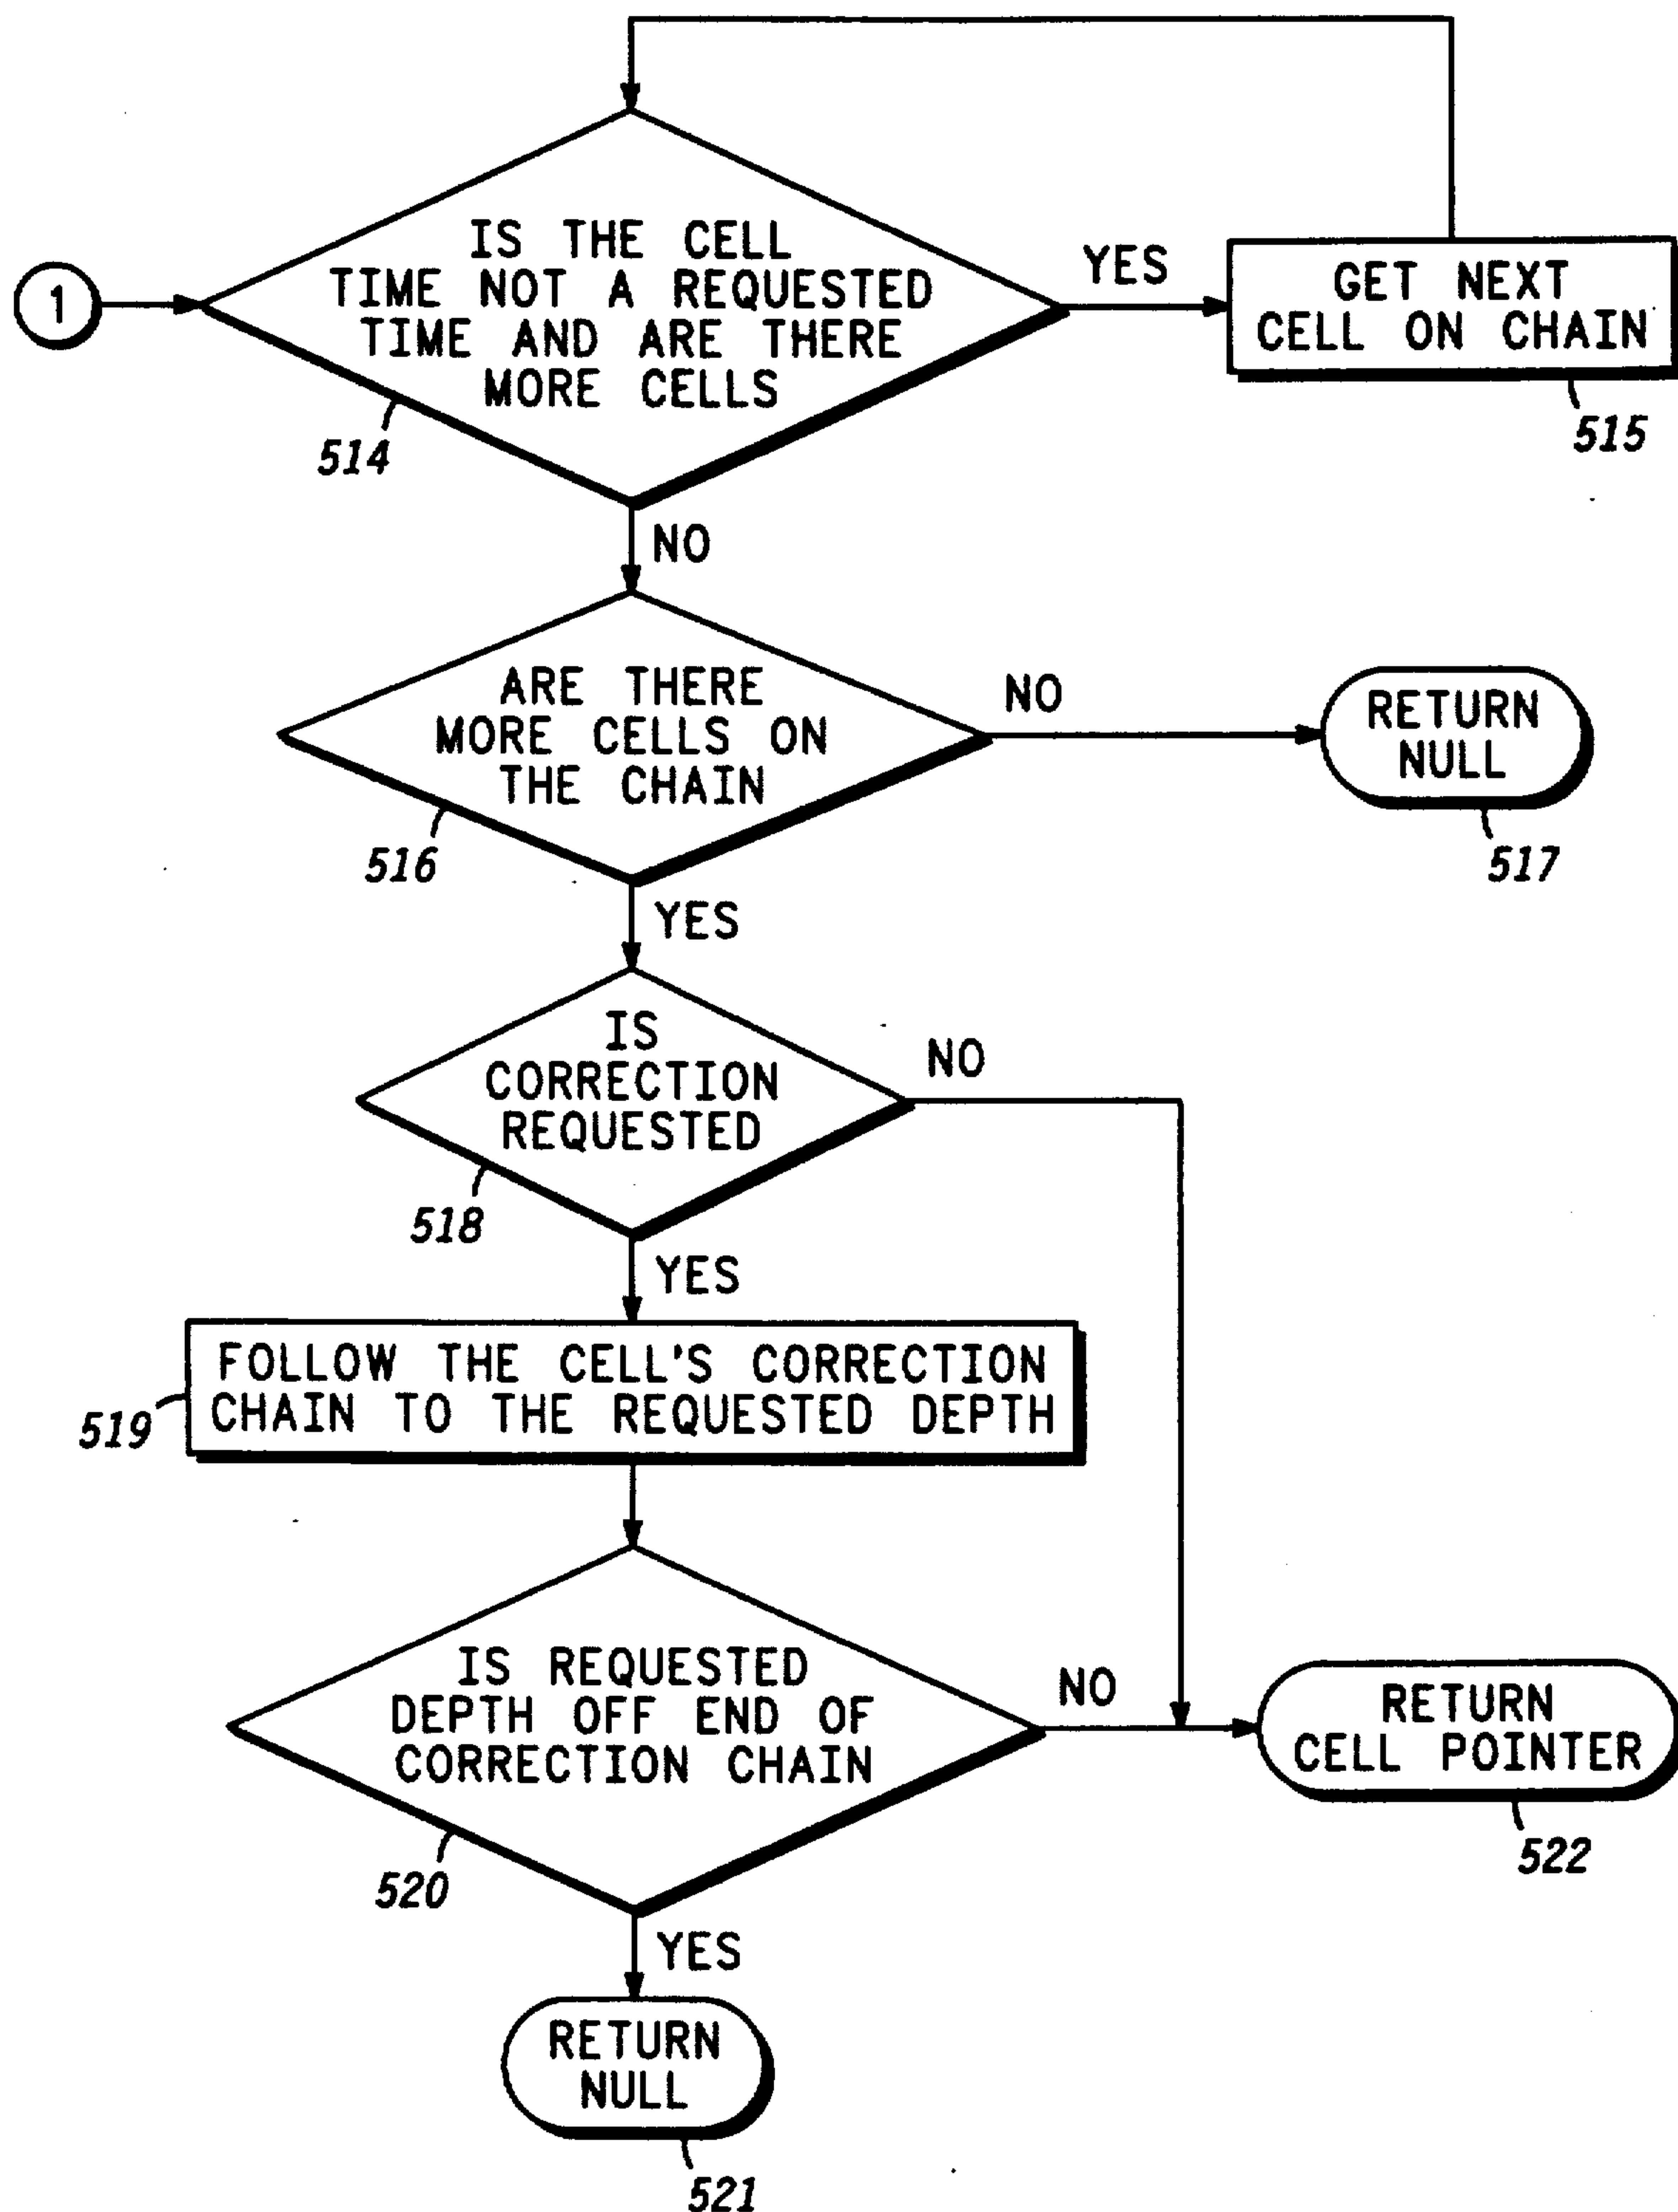 1
IS THE CELL
TIME NOT A REQUESTED
TIME AND ARE THERE
MORE CELLS
514
YES
GET NEXT
CELL ON CHAIN
515
NO
ARE THERE
MORE CELLS ON
THE CHAIN
516
NO
RETURN
NULL
517
YES
IS
CORRECTION
REQUESTED
518
NO
YES
FOLLOW THE CELL'S CORRECTION
CHAIN TO THE REQUESTED DEPTH
519
IS REQUESTED
DEPTH OFF END OF
CORRECTION CHAIN
520
NO
RETURN
CELL POINTER
522
YES
RETURN
NULL
521